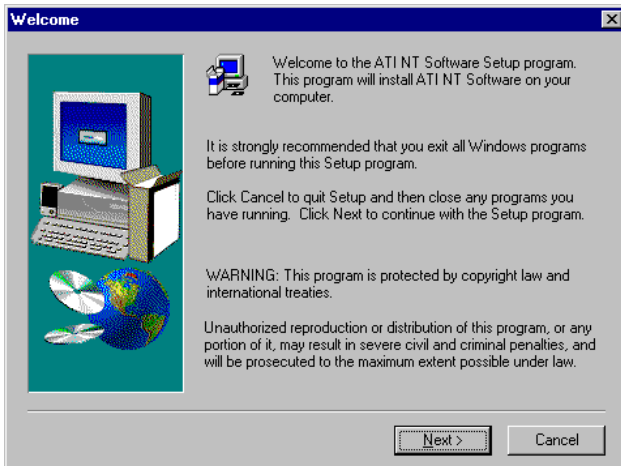 Welcome
Welcome to the ATI NT Software Setup program.
This program will install ATI NT Software on your
computer.
It is strongly recommended that you exit all Windows programs
before running this Setup program.
Click Cancel to quit Setup and then close any programs you
have running. Click Next to continue with the Setup program.
WARNING: This program is protected by copyright law and
international treaties.
Unauthorized reproduction or distribution of this program, or any
portion of it, may result in severe civil and criminal penalties, and
will be prosecuted to the maximum extent possible under law.
Next >
Cancel